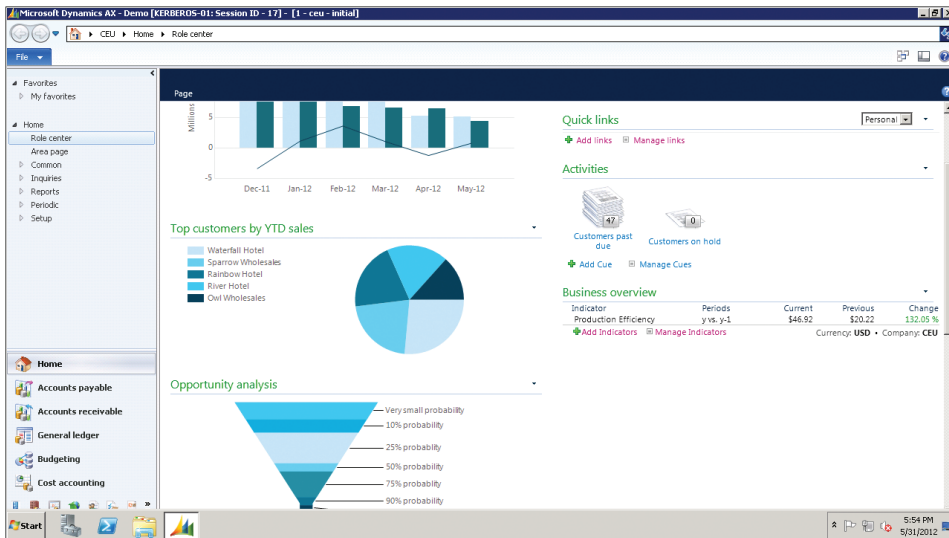 Microsoft Dynamics AX - Demo [KERBEROS-01: Session ID - 17] - [1 - ceu - initial]
CEU Home Role center
File
Favorites
My favorites
Home
Role center
Area page
Common
Inquiries
Reports
Periodic
Setup
Home
Accounts payable
Accounts receivable
General ledger
Budgeting
Cost accounting
Page
Millions
5
0
-5
Dec-11 Jan-12 Feb-12 Mar-12 Apr-12 May-12
Top customers by YTD sales
Waterfall Hotel
Sparrow Wholesales
Rainbow Hotel
River Hotel
Owl Wholesales
Opportunity analysis
Very small probability
10% probability
25% probability
50% probability
75% probability
90% probability
Quick links Personal
Add links Manage links
Activities
47 0
Customers past due
Customers on hold
Add Cue Manage Cues
Business overview
Indicator Periods Current Previous Change
Production Efficiency y vs. y-1 $46.92 $20.22 132.05 %
Add Indicators Manage Indicators Currency: USD • Company: CEU
Start
5:54 PM
5/31/2012